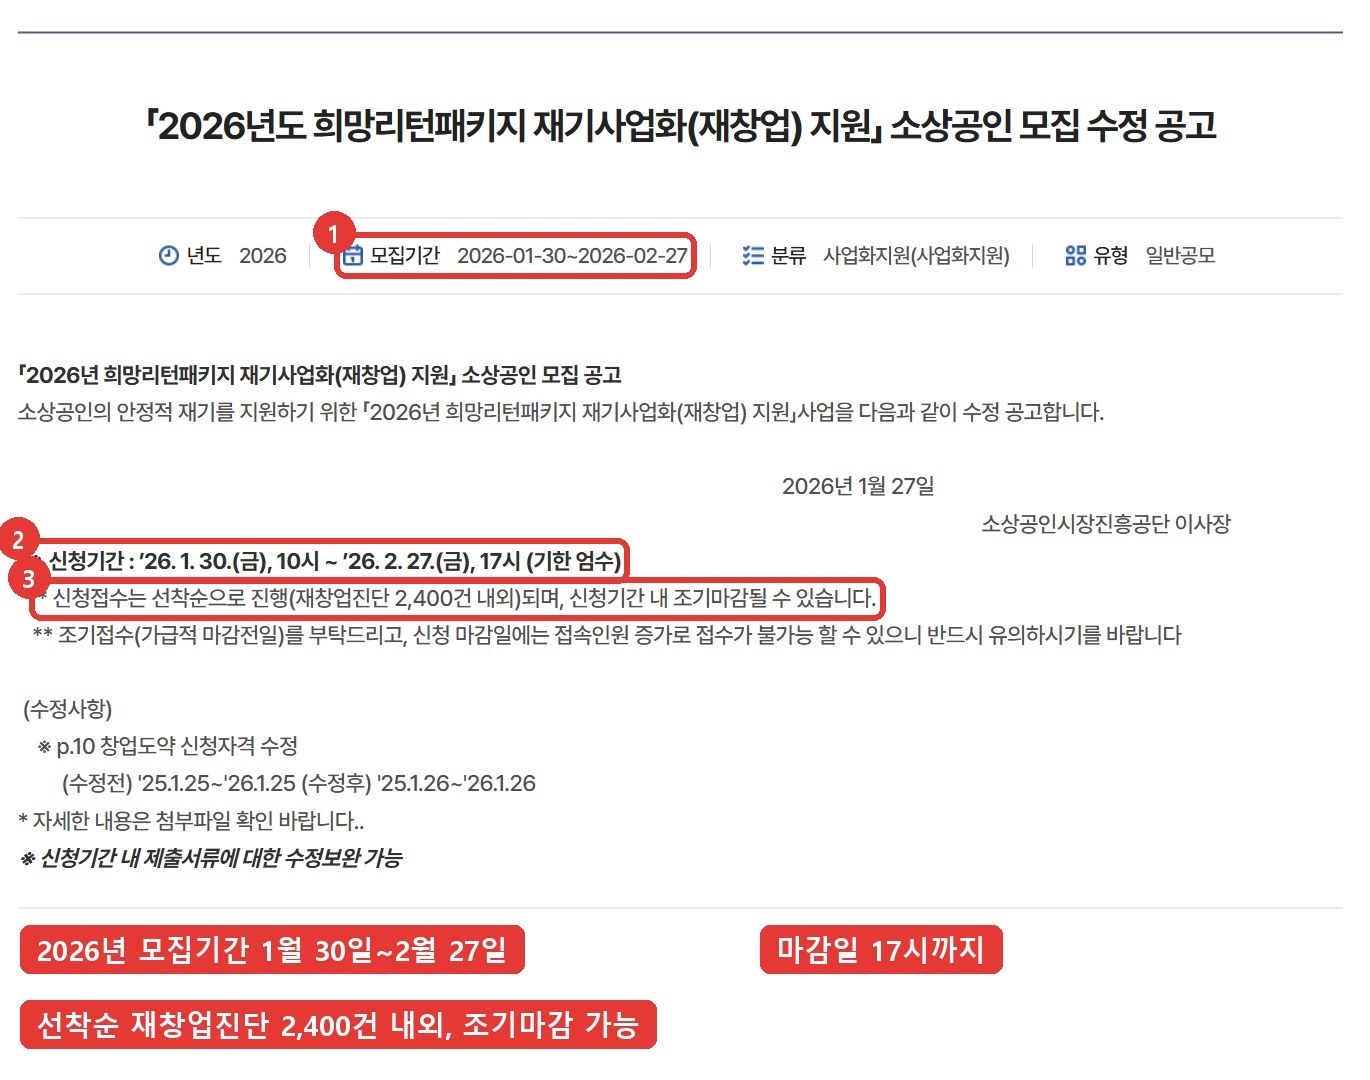 「2026년도 희망리턴패키지 재기사업화(재창업) 지원」 소상공인 모집 수정 공고
1
년도 2026 모집기간 2026-01-30~2026-02-27 분류 사업화지원(사업화지원) 유형 일반공모
「2026년 희망리턴패키지 재기사업화(재창업) 지원」 소상공인 모집 공고
소상공인의 안정적 재기를 지원하기 위한 「2026년 희망리턴패키지 재기사업화(재창업) 지원」사업을 다음과 같이 수정 공고합니다.
2026년 1월 27일
소상공인시장진흥공단 이사장
2
신청기간 : ’26. 1. 30.(금), 10시 ~ ’26. 2. 27.(금), 17시 (기한 엄수)
3
* 신청접수는 선착순으로 진행(재창업진단 2,400건 내외)되며, 신청기간 내 조기마감될 수 있습니다.
** 조기접수(가급적 마감전일)를 부탁드리고, 신청 마감일에는 접속인원 증가로 접수가 불가능 할 수 있으니 반드시 유의하시기를 바랍니다
(수정사항)
※ p.10 창업도약 신청자격 수정
(수정전) '25.1.25~'26.1.25 (수정후) '25.1.26~'26.1.26
* 자세한 내용은 첨부파일 확인 바랍니다..
※ 신청기간 내 제출서류에 대한 수정보완 가능
2026년 모집기간 1월 30일~2월 27일
마감일 17시까지
선착순 재창업진단 2,400건 내외, 조기마감 가능